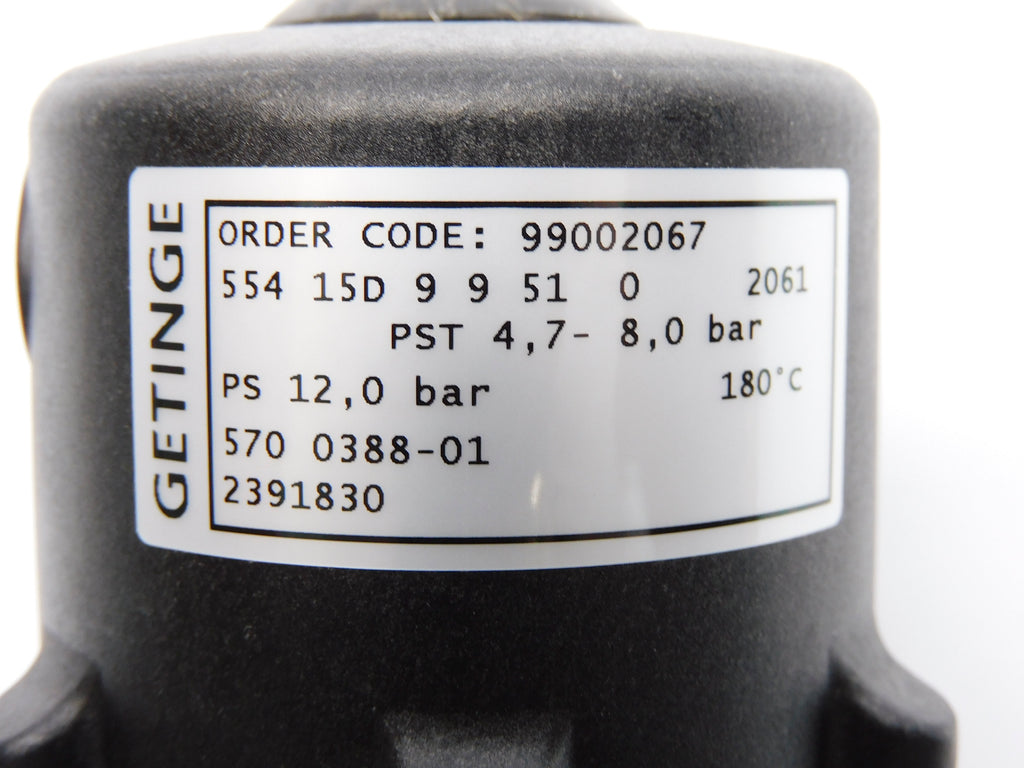 GETINGE
ORDER CODE: 99002067
554 15D 9 9 51 0 2061
PST 4,7- 8,0 bar
PS 12,0 bar 180°C
570 0388-01
2391830